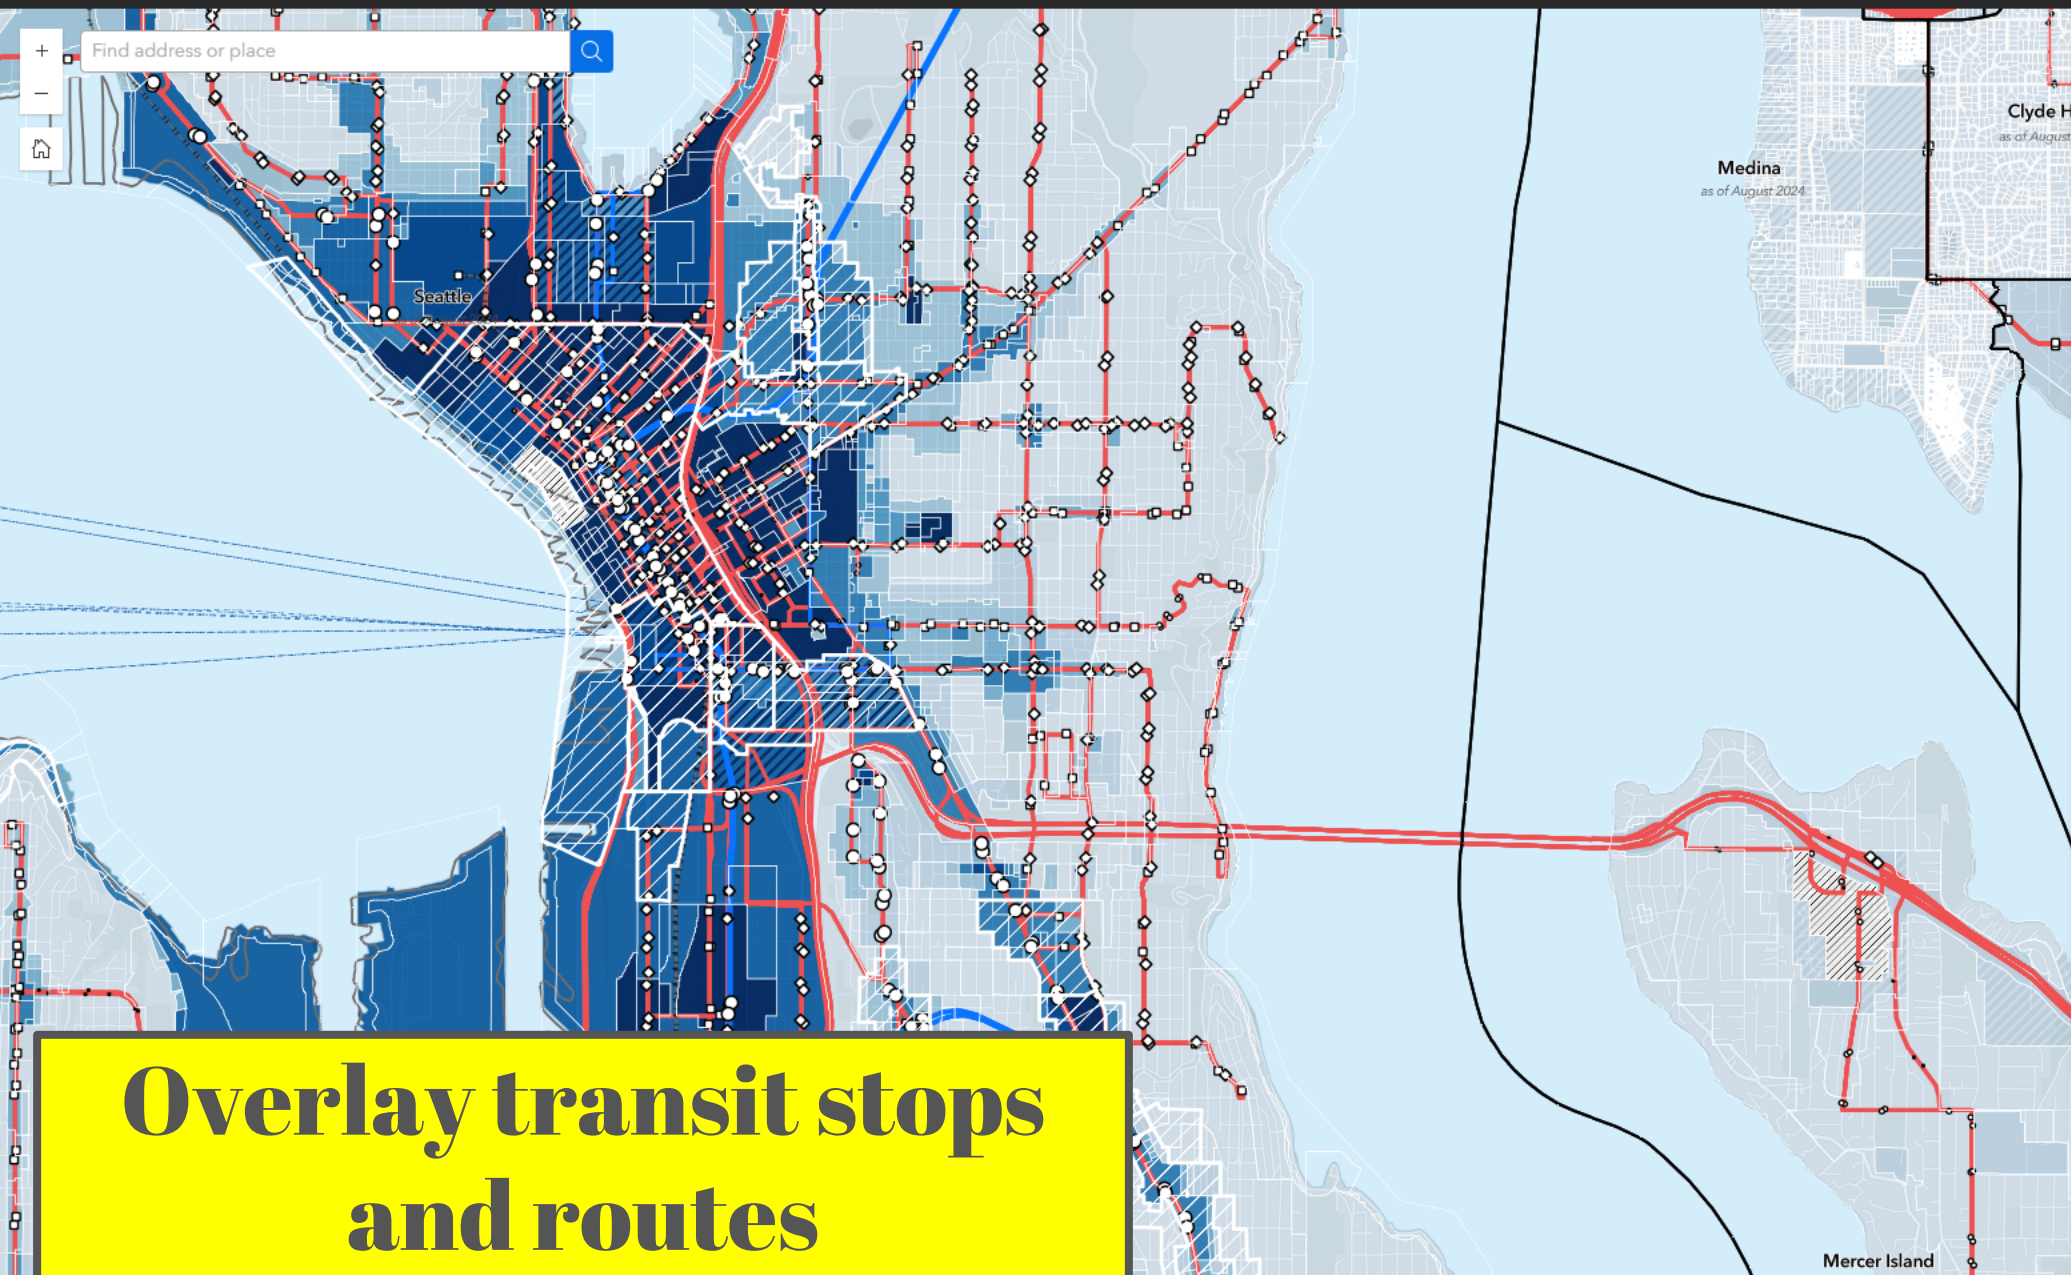 +
Find address or place
−
Clyde H
as of August
Medina
as of August 2024
Seattle
Overlay transit stops
and routes
Mercer Island